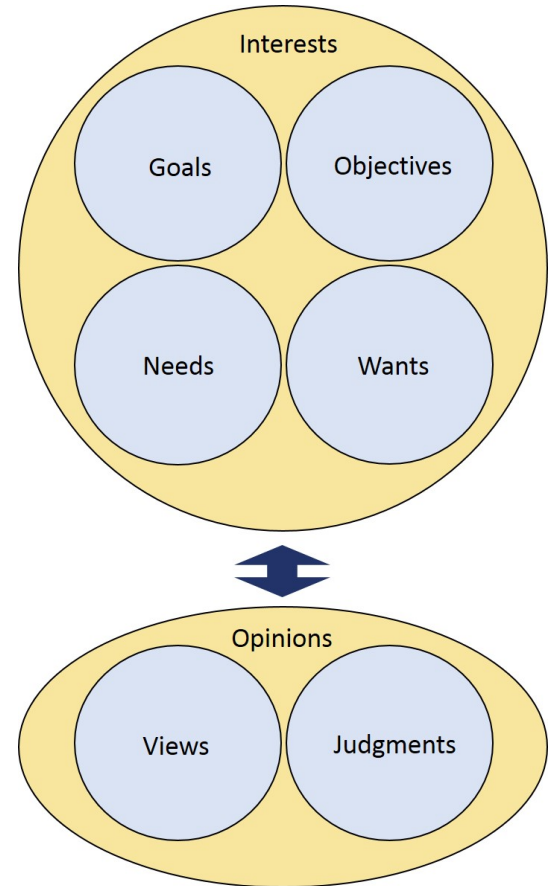 Interests
Goals
Objectives
Needs
Wants
Opinions
Views
Judgments